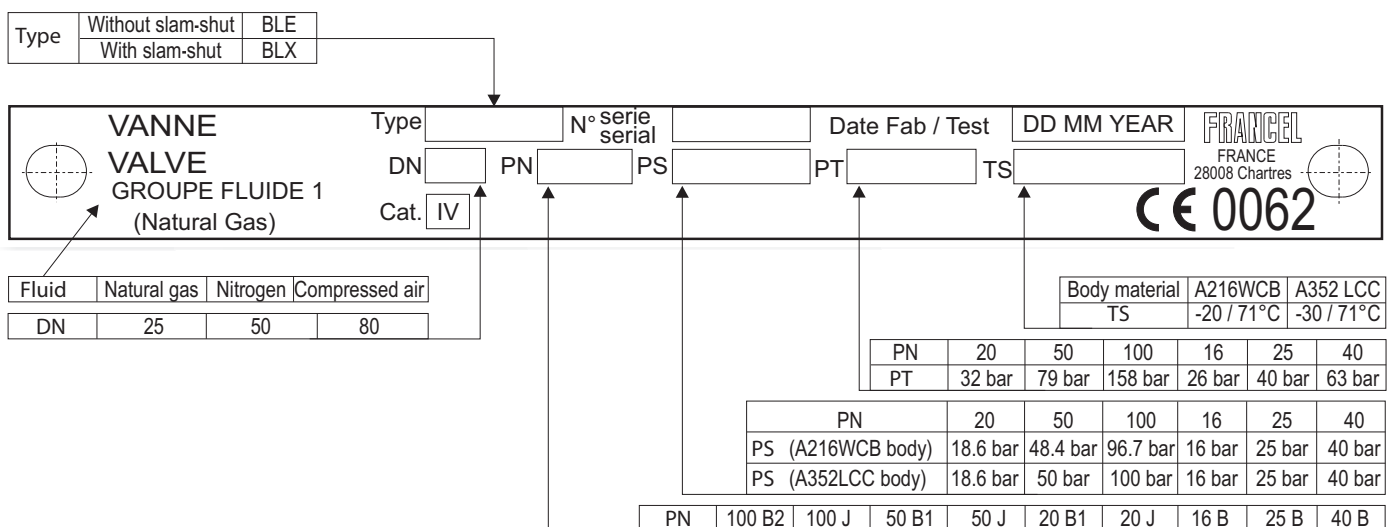 Type Without slam-shut BLE
With slam-shut BLX
VANNE Type N° serie Date Fab / Test DD MM YEAR FRANCEL
serial
VALVE DN PN PS PT TS FRANCE
28008 Chartres
GROUPE FLUIDE 1
(Natural Gas) Cat. IV CE 0062
Fluid Natural gas Nitrogen Compressed air
DN 25 50 80
Body material A216WCB A352 LCC
TS -20 / 71°C -30 / 71°C
PN 20 50 100 16 25 40
PT 32 bar 79 bar 158 bar 26 bar 40 bar 63 bar
PN 20 50 100 16 25 40
PS (A216WCB body) 18.6 bar 48.4 bar 96.7 bar 16 bar 25 bar 40 bar
PS (A352LCC body) 18.6 bar 50 bar 100 bar 16 bar 25 bar 40 bar
PN 100 B2 100 J 50 B1 50 J 20 B1 20 J 16 B 25 B 40 B